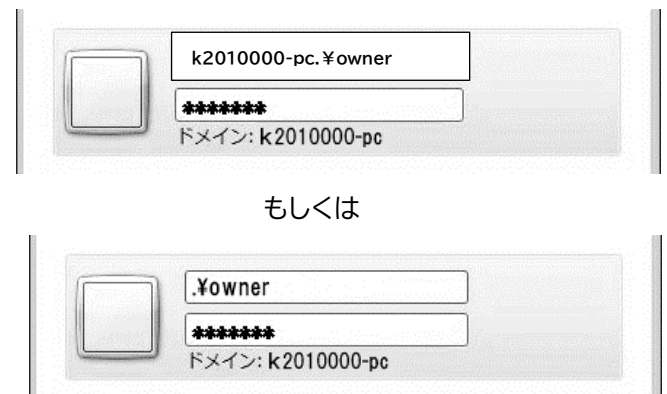 k2010000-pc.¥owner
*******
ドメイン: k2010000-pc
もしくは
.¥owner
*******
ドメイン: k2010000-pc